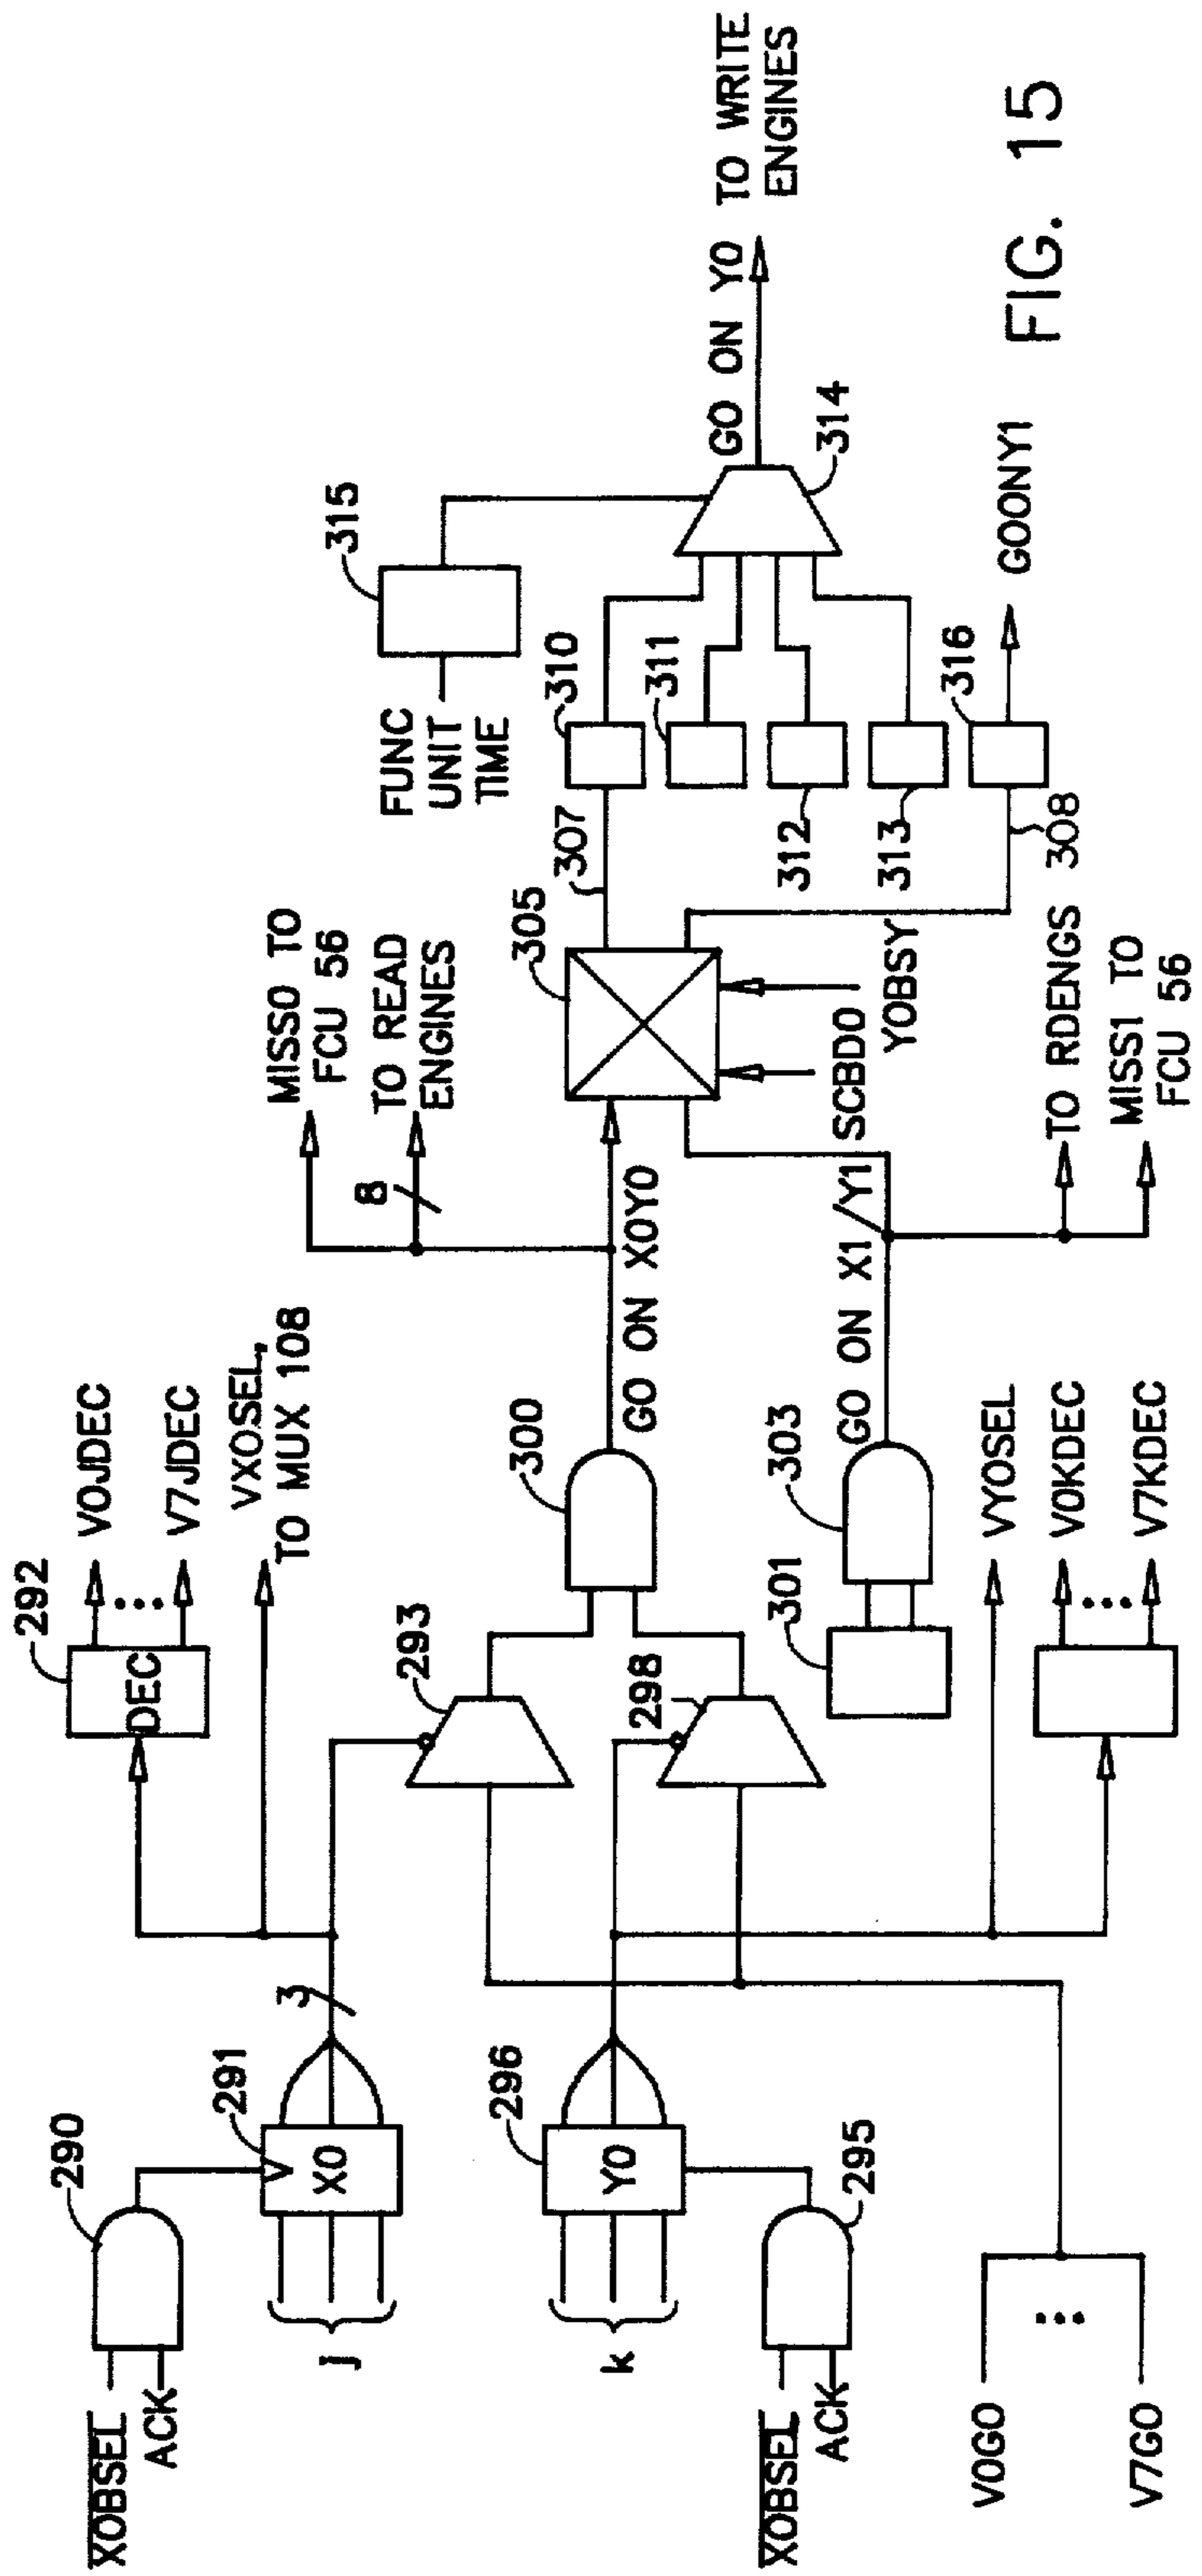 X0BSEL
ACK
290
291
X0
j
3
292
DEC
V0JDEC
V7JDEC
VX0SEL,
TO MUX 108
293
X0BSEL
ACK
295
296
Y0
k
298
V0GO
V7GO
300
GO ON X0Y0
8
MISS0 TO
FCU 56
TO READ
ENGINES
301
303
GO ON X1/Y1
VY0SEL
V0KDEC
V7KDEC
305
SCBD0
Y0BSY
TO RDENGS
MISS1 TO
FCU 56
307
308
FUNC
UNIT
TIME
315
310
311
312
313
316
314
GO ON Y0
TO WRITE
ENGINES
GOONY1
FIG. 15